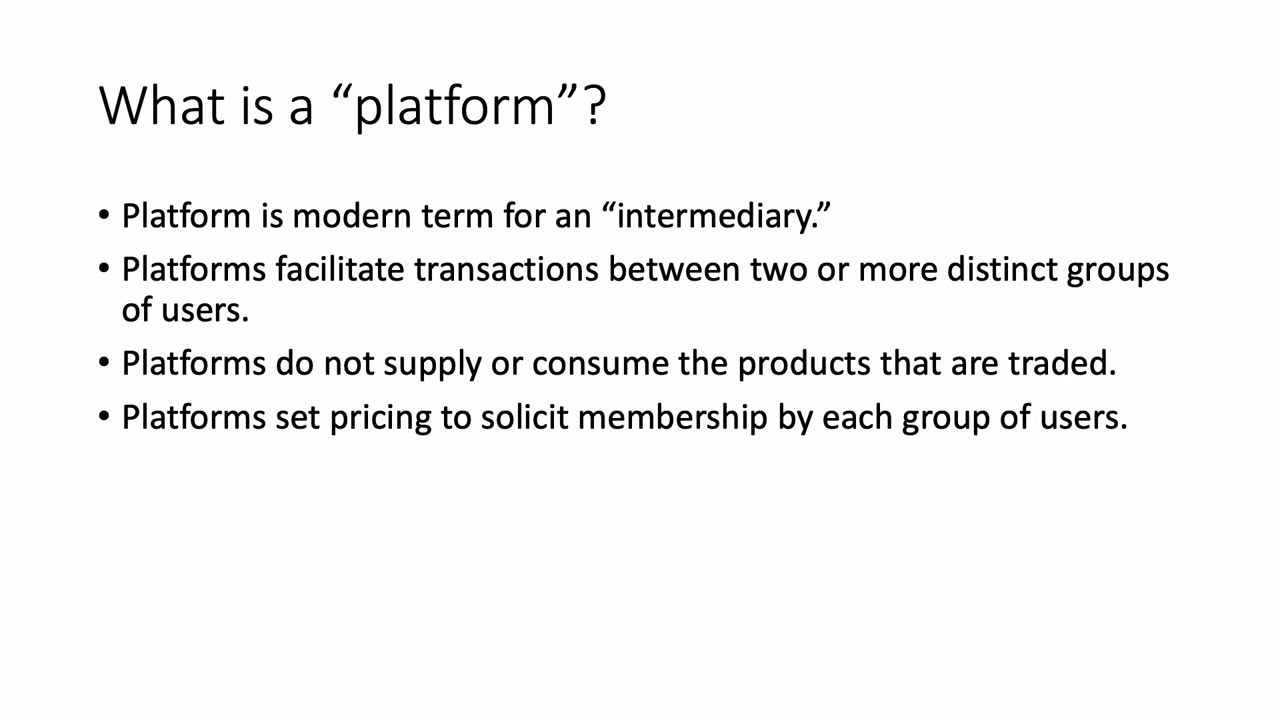 What is a “platform”?
• Platform is modern term for an “intermediary.”
• Platforms facilitate transactions between two or more distinct groups
of users.
• Platforms do not supply or consume the products that are traded.
• Platforms set pricing to solicit membership by each group of users.